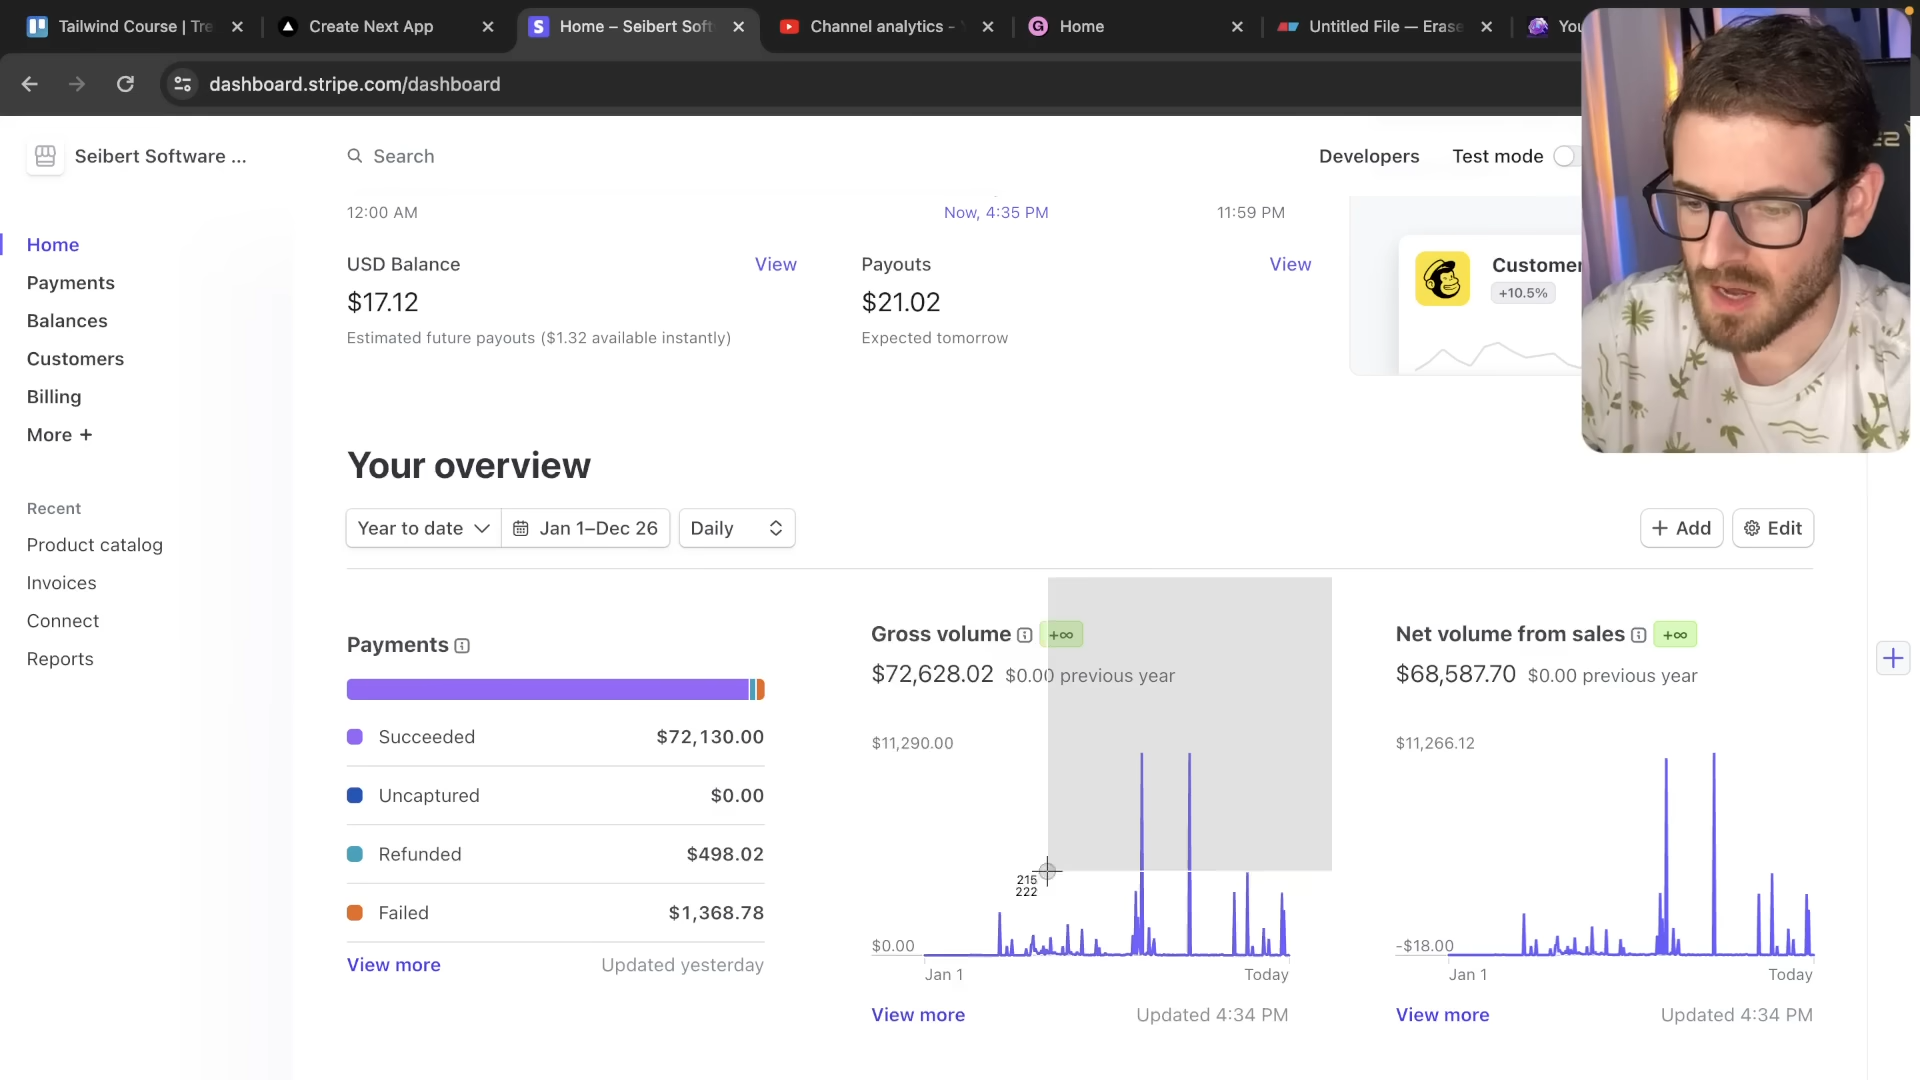 Tailwind Course | Tre
Create Next App
Home – Seibert Soft
Channel analytics -
Home
Untitled File — Erase
You
dashboard.stripe.com/dashboard
Seibert Software ...
Search
Developers
Test mode
12:00 AM
Now, 4:35 PM
11:59 PM
Home
Payments
Balances
Customers
Billing
More +
Recent
Product catalog
Invoices
Connect
Reports
USD Balance
View
$17.12
Estimated future payouts ($1.32 available instantly)
Payouts
View
$21.02
Expected tomorrow
Customer
+10.5%
Your overview
Year to date
Jan 1–Dec 26
Daily
+ Add
Edit
Payments
Succeeded
$72,130.00
Uncaptured
$0.00
Refunded
$498.02
Failed
$1,368.78
View more
Updated yesterday
Gross volume
+∞
$72,628.02
$0.00 previous year
$11,290.00
215
222
$0.00
Jan 1
Today
View more
Updated 4:34 PM
Net volume from sales
+∞
$68,587.70
$0.00 previous year
$11,266.12
-$18.00
Jan 1
Today
View more
Updated 4:34 PM